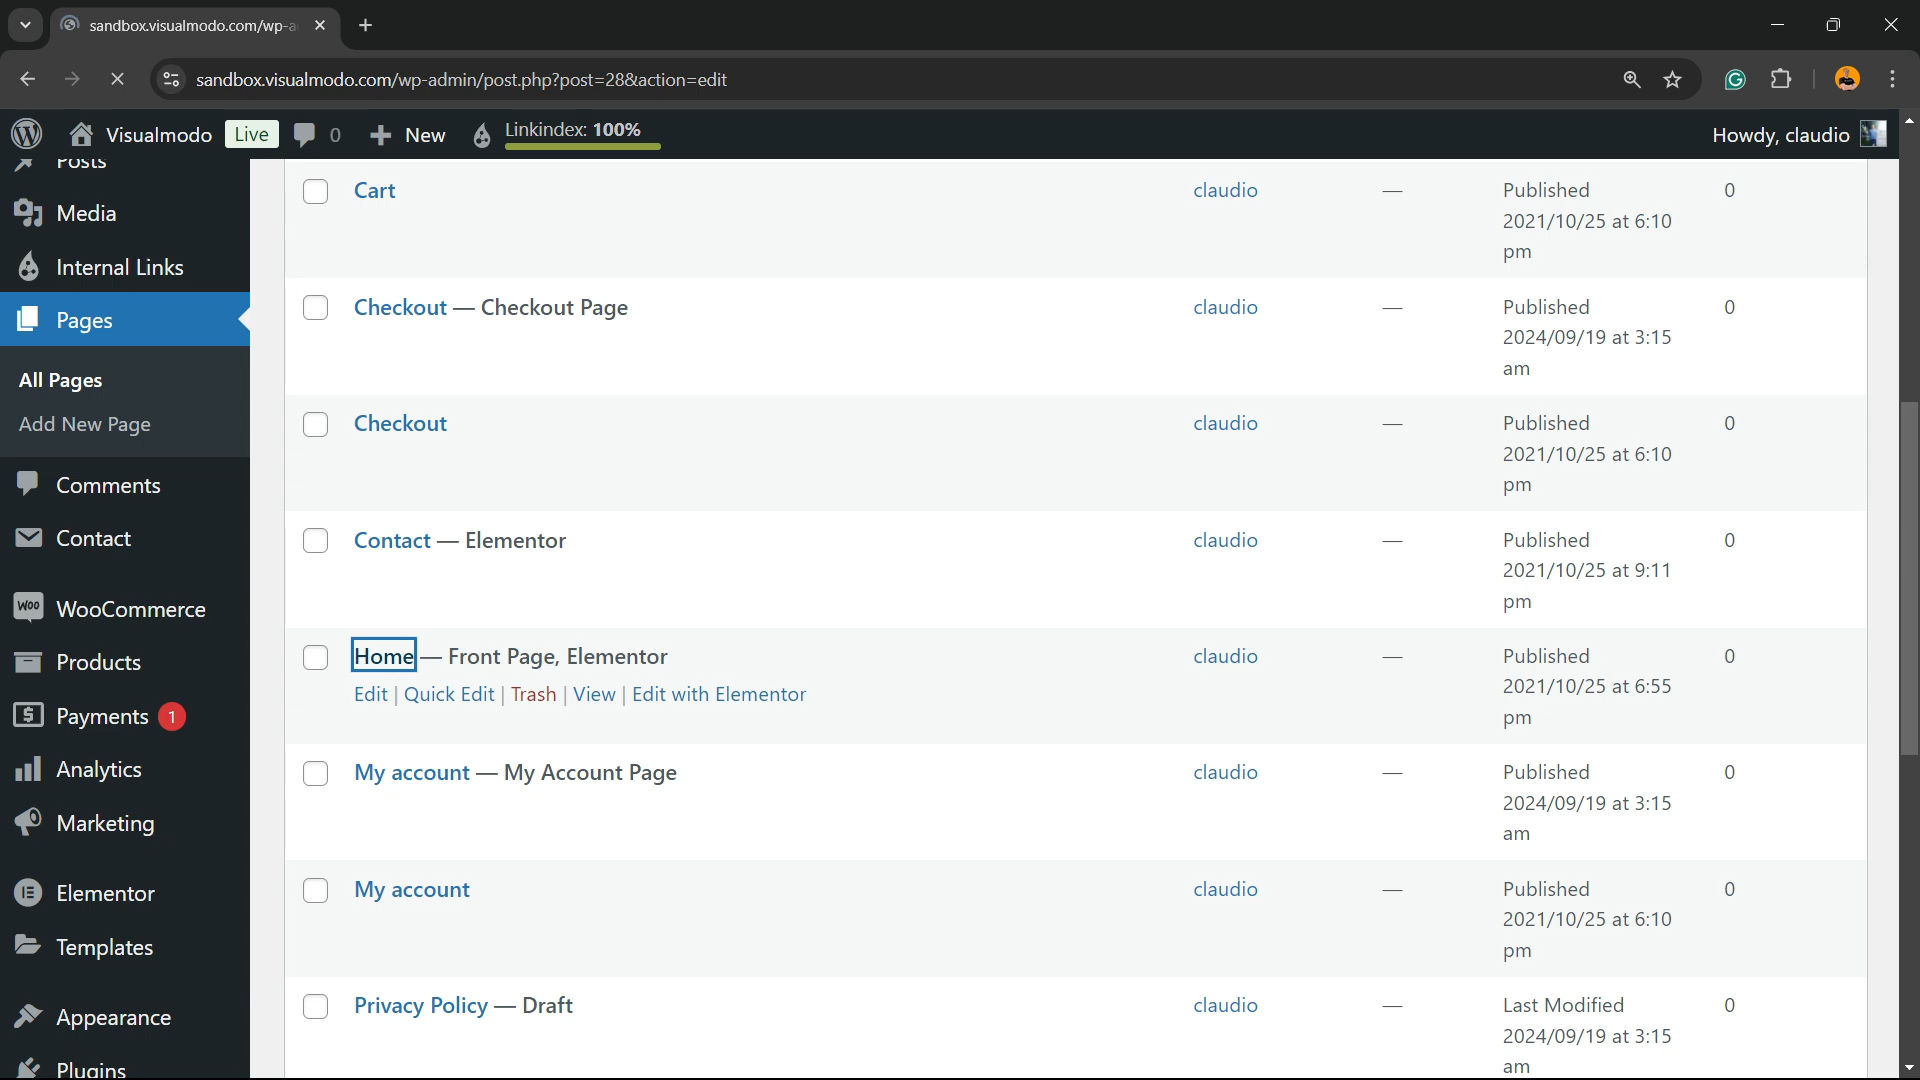 sandbox.visualmodo.com/wp-a
sandbox.visualmodo.com/wp-admin/post.php?post=28&action=edit
Visualmodo
Live
0
New
Linkindex: 100%
Howdy, claudio
Posts
Media
Internal Links
Pages
All Pages
Add New Page
Comments
Contact
WOO WooCommerce
Products
Payments 1
Analytics
Marketing
Elementor
Templates
Appearance
Plugins
Cart claudio — Published 0
2021/10/25 at 6:10
pm
Checkout — Checkout Page claudio — Published 0
2024/09/19 at 3:15
am
Checkout claudio — Published 0
2021/10/25 at 6:10
pm
Contact — Elementor claudio — Published 0
2021/10/25 at 9:11
pm
Home — Front Page, Elementor claudio — Published 0
Edit | Quick Edit | Trash | View | Edit with Elementor 2021/10/25 at 6:55
pm
My account — My Account Page claudio — Published 0
2024/09/19 at 3:15
am
My account claudio — Published 0
2021/10/25 at 6:10
pm
Privacy Policy — Draft claudio — Last Modified 0
2024/09/19 at 3:15
am